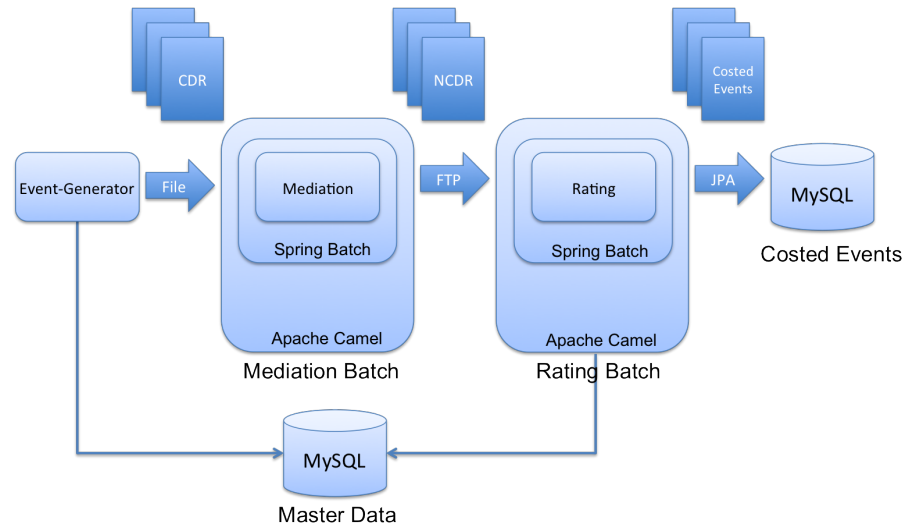 CDR
NCDR
Costed
Events
Event-Generator
File
Mediation
Spring Batch
Apache Camel
Mediation Batch
FTP
Rating
Spring Batch
Apache Camel
Rating Batch
JPA
MySQL
Costed Events
MySQL
Master Data